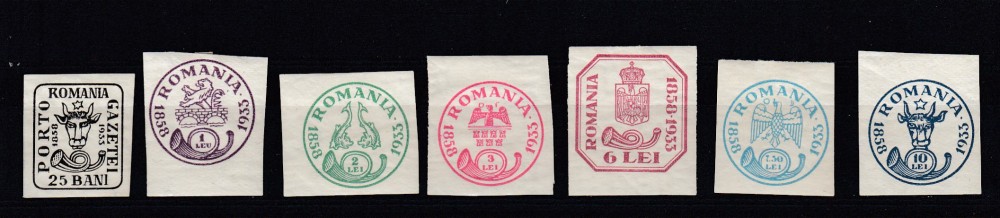 ROMANIA
PORTO
GAZETEI
1858
1933
25 BANI
ROMANIA
1858
1933
1
LEU
ROMANIA
1858
1933
2
LEI
ROMANIA
1858
1933
3
LEI
ROMANIA
1858-1933
6 LEI
ROMANIA
1858
1933
7.50
LEI
ROMANIA
1858
1933
10
LEI